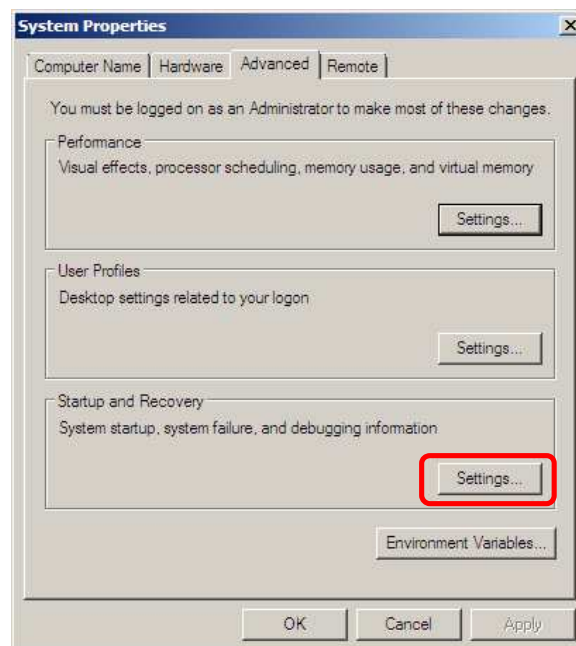 System Properties
Computer Name
Hardware
Advanced
Remote
You must be logged on as an Administrator to make most of these changes.
Performance
Visual effects, processor scheduling, memory usage, and virtual memory
Settings...
User Profiles
Desktop settings related to your logon
Settings...
Startup and Recovery
System startup, system failure, and debugging information
Settings...
Environment Variables...
OK
Cancel
Apply